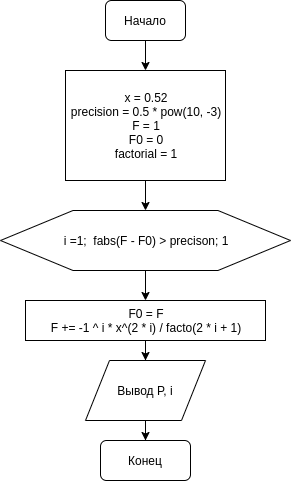 Начало
x = 0.52
precision = 0.5 * pow(10, -3)
F = 1
F0 = 0
factorial = 1
i =1;  fabs(F - F0) > precison; 1
F0 = F
F += -1 ^ i * x^(2 * i) / facto(2 * i + 1)
Вывод P, i
Конец